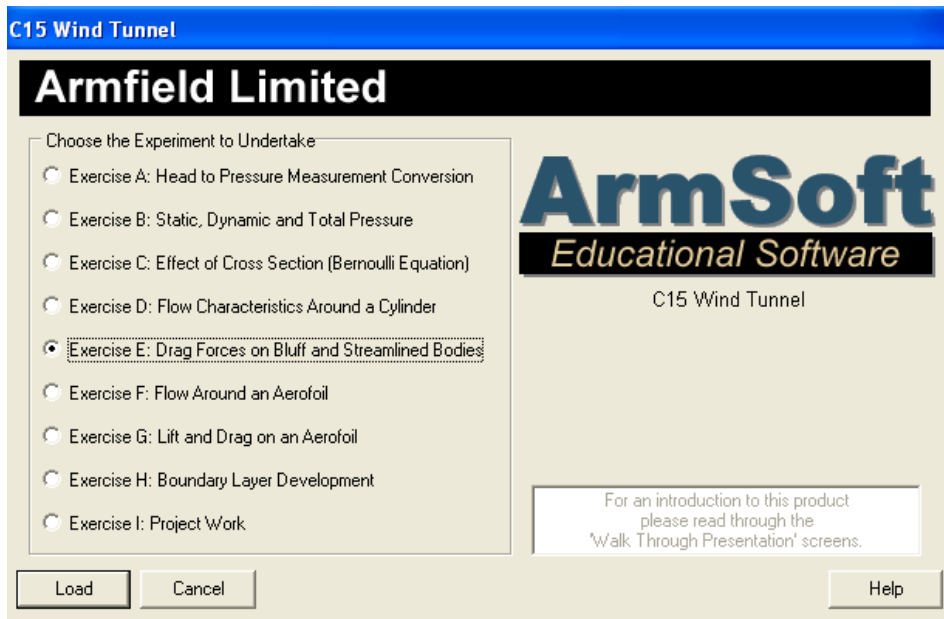 C15 Wind Tunnel
Armfield Limited
Choose the Experiment to Undertake
Exercise A: Head to Pressure Measurement Conversion
Exercise B: Static, Dynamic and Total Pressure
Exercise C: Effect of Cross Section (Bernoulli Equation)
Exercise D: Flow Characteristics Around a Cylinder
Exercise E: Drag Forces on Bluff and Streamlined Bodies
Exercise F: Flow Around an Aerofoil
Exercise G: Lift and Drag on an Aerofoil
Exercise H: Boundary Layer Development
Exercise I: Project Work
ArmSoft
Educational Software
C15 Wind Tunnel
For an introduction to this product
please read through the
'Walk Through Presentation' screens.
Load
Cancel
Help